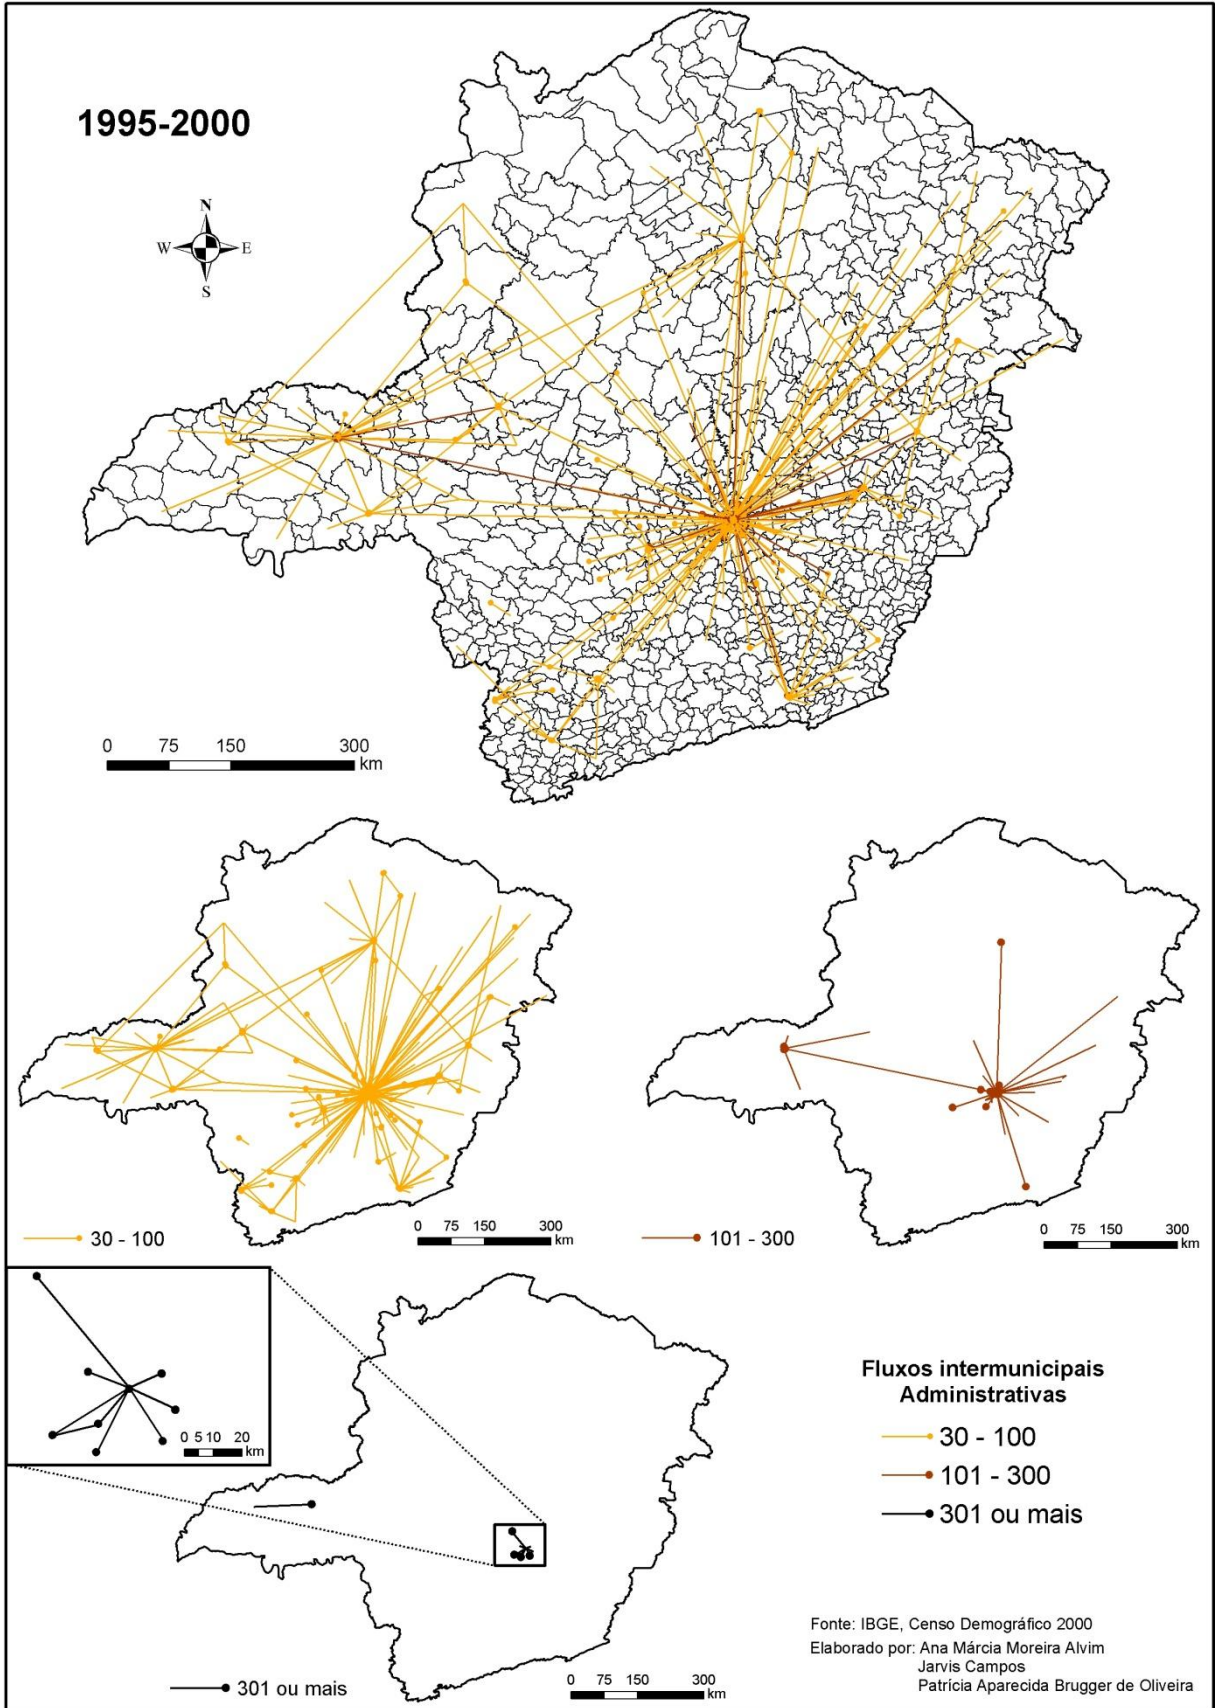 1995-2000
N
W E
S
0 75 150 300
km
30 - 100
0 75 150 300
km
101 - 300
0 75 150 300
km
0 5 10 20
km
Fluxos intermunicipais
Administrativas
30 - 100
101 - 300
301 ou mais
301 ou mais
0 75 150 300
km
Fonte: IBGE, Censo Demográfico 2000
Elaborado por: Ana Márcia Moreira Alvim
Jarvis Campos
Patrícia Aparecida Brugger de Oliveira